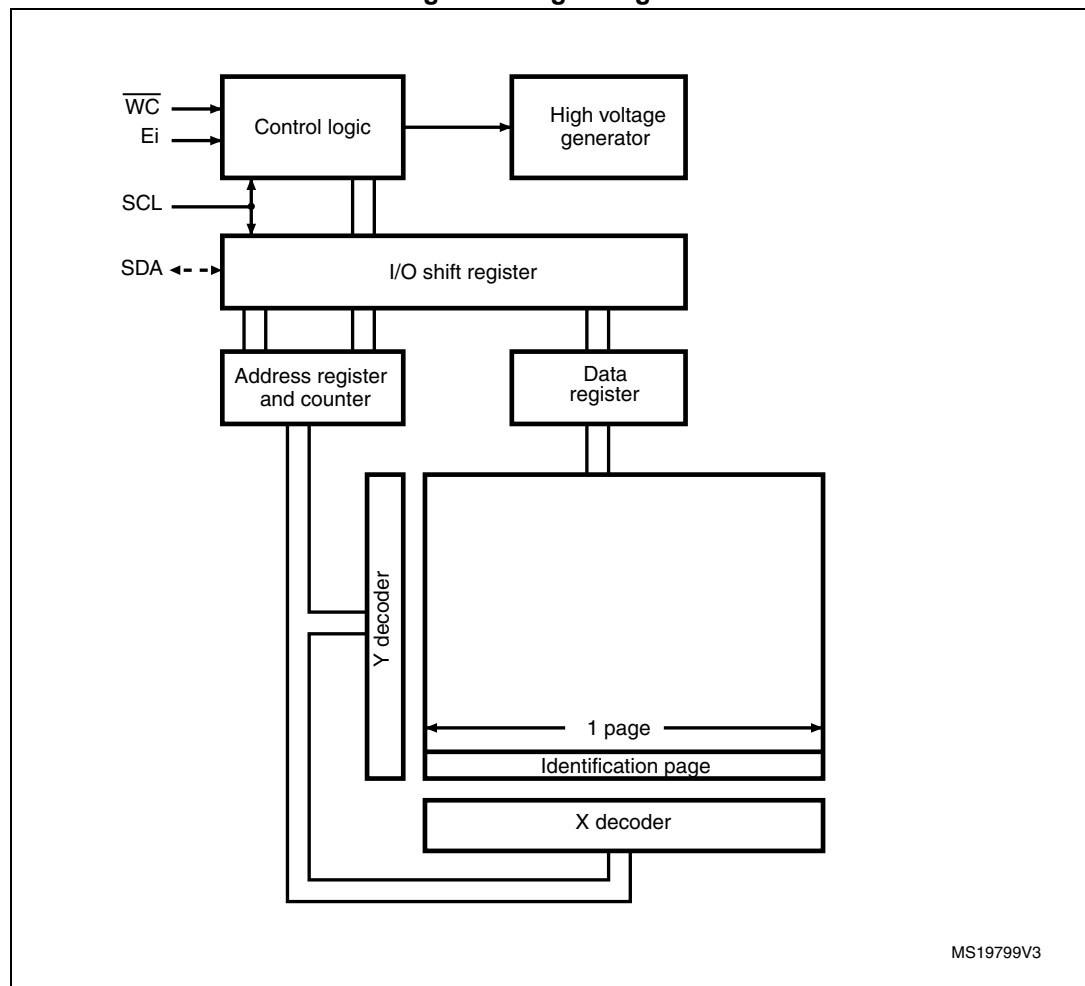 W̅C̅
Control logic
High voltage
generator
Ei
SCL
SDA
I/O shift register
Address register
and counter
Data
register
Y decoder
1 page
Identification page
X decoder
MS19799V3